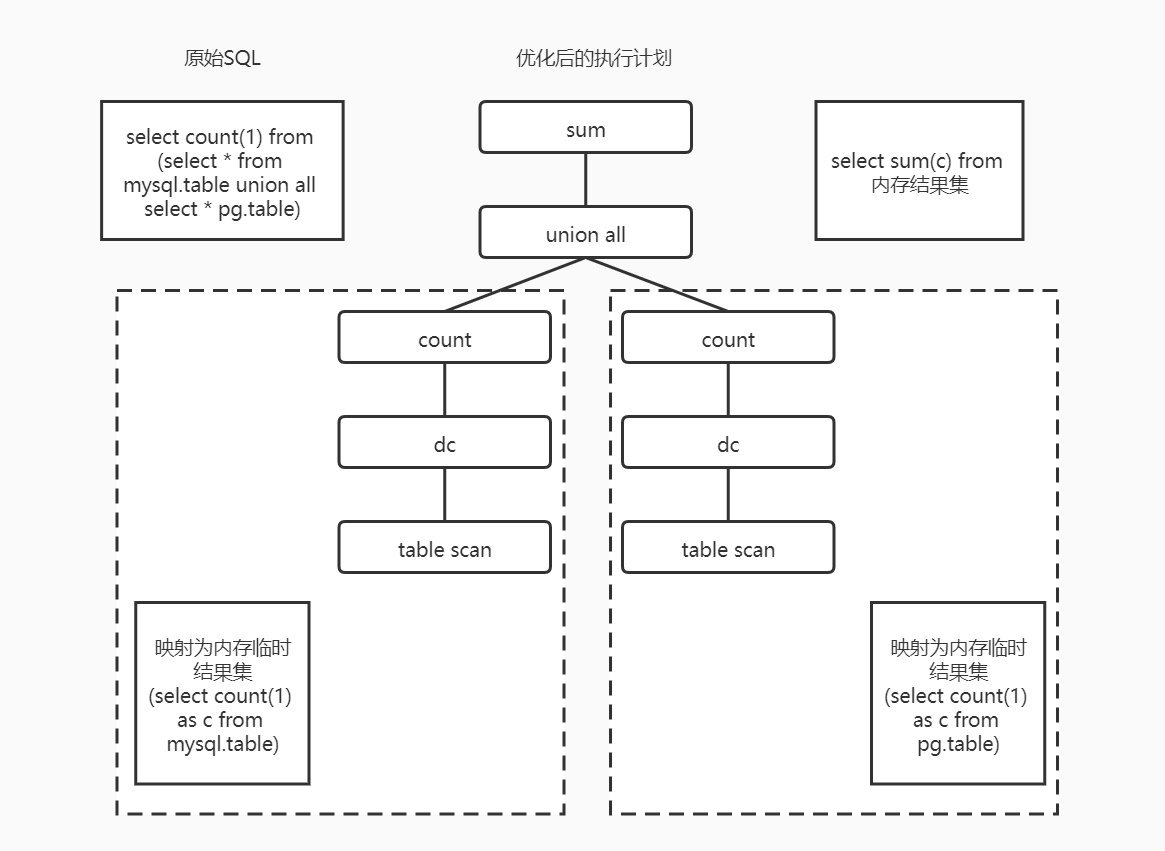 原始SQL
优化后的执行计划
select count(1) from
(select * from
mysql.table union all
select * pg.table)
sum
select sum(c) from
内存结果集
union all
count
count
dc
dc
table scan
table scan
映射为内存临时
结果集
(select count(1)
as c from
mysql.table)
映射为内存临时
结果集
(select count(1)
as c from
pg.table)